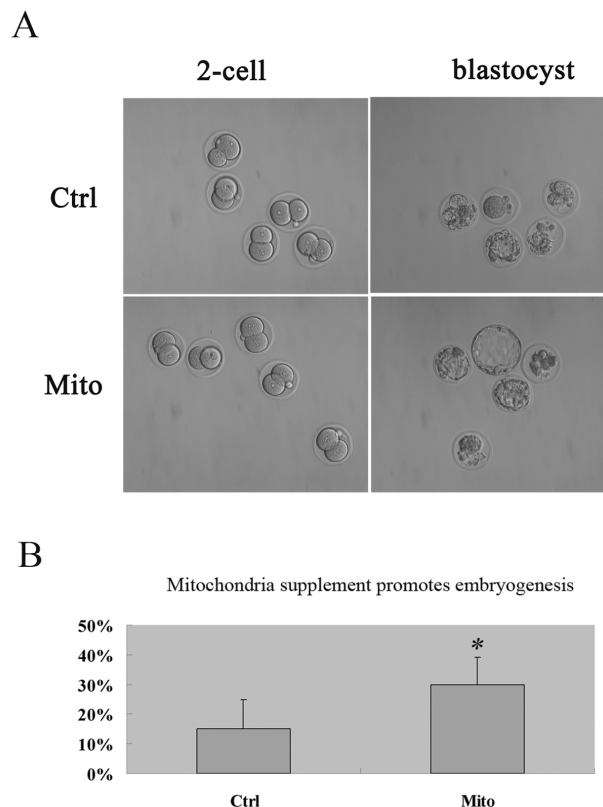 A
2-cell
blastocyst
Ctrl
Mito
B
Mitochondria supplement promotes embryogenesis
50%
40%
30%
20%
10%
0%
*
Ctrl
Mito